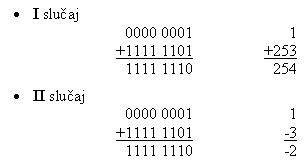 • I slučaj
0000 0001 1
+1111 1101 +253
1111 1110 254
• II slučaj
0000 0001 1
+1111 1101 -3
1111 1110 -2